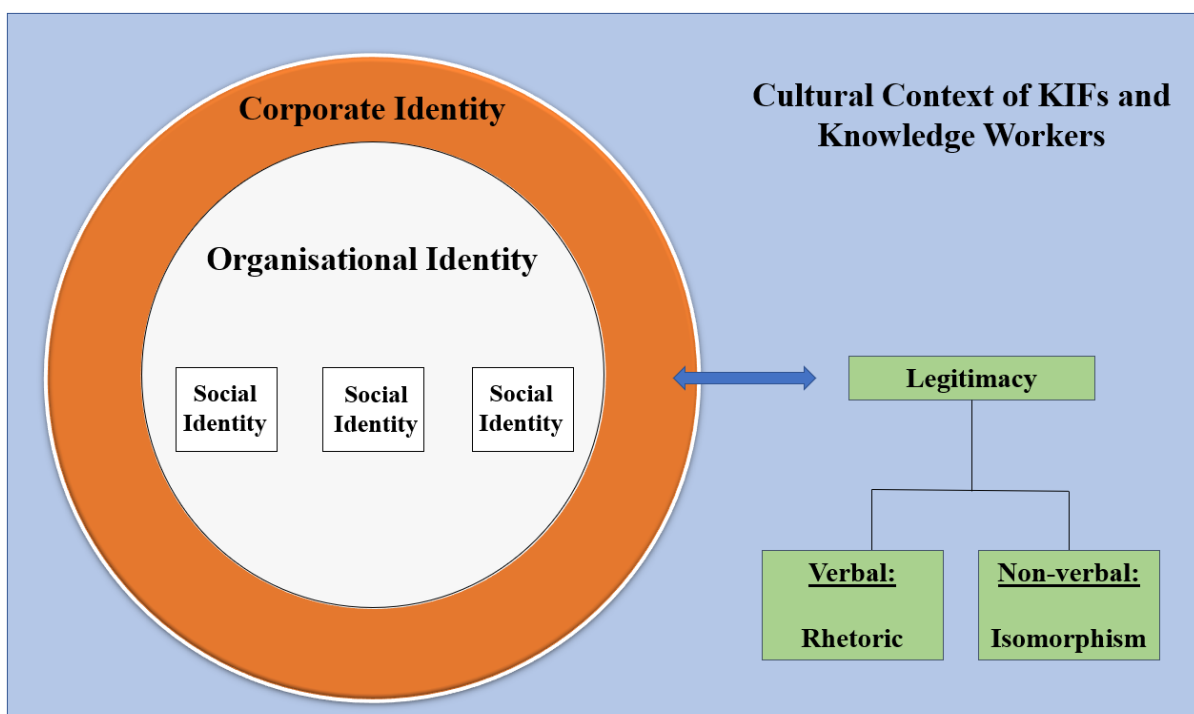 Corporate Identity
Cultural Context of KIFs and
Knowledge Workers
Organisational Identity
Social
Identity
Social
Identity
Social
Identity
Legitimacy
Verbal:
Rhetoric
Non-verbal:
Isomorphism